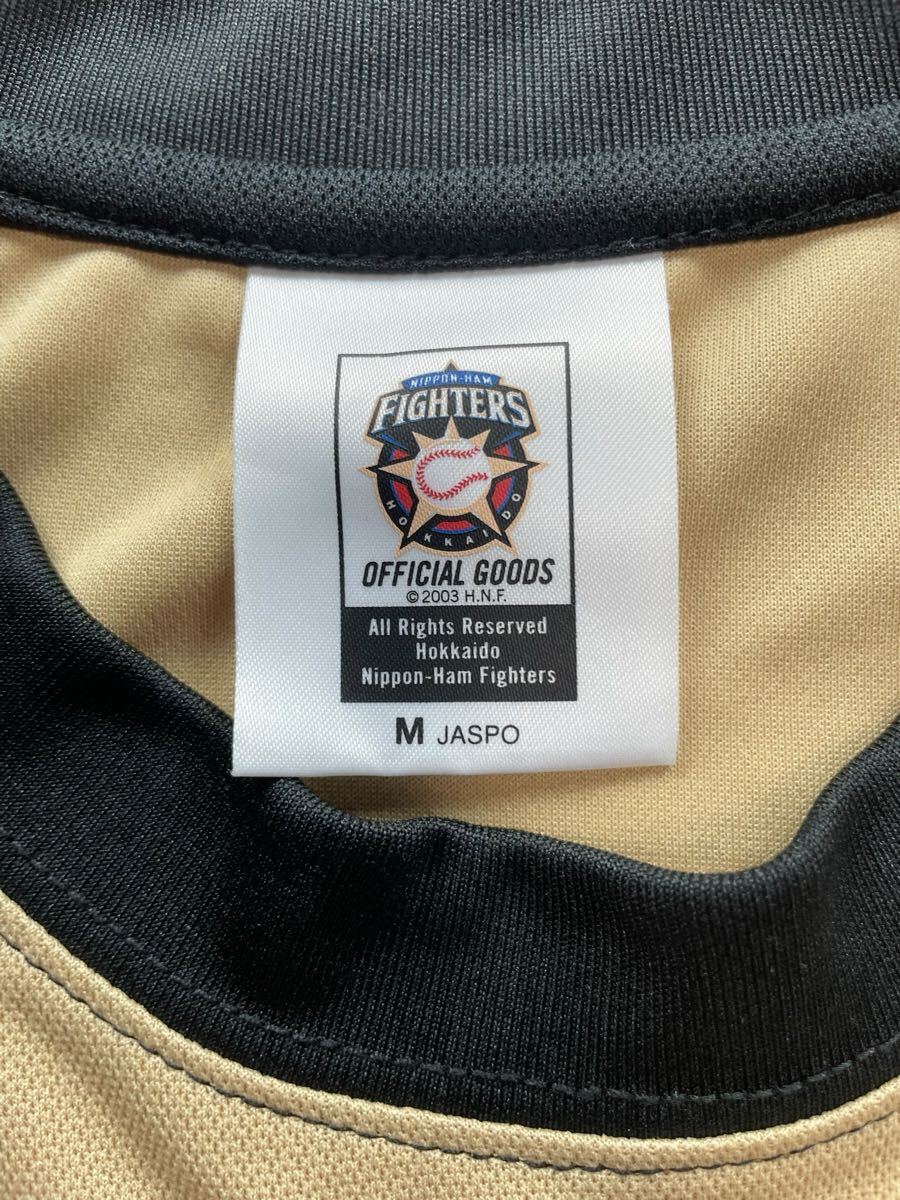 NIPPON-HAM
FIGHTERS
HOKKAIDO
OFFICIAL GOODS
© 2003 H.N.F.
All Rights Reserved
Hokkaido
Nippon-Ham Fighters
M JASPO